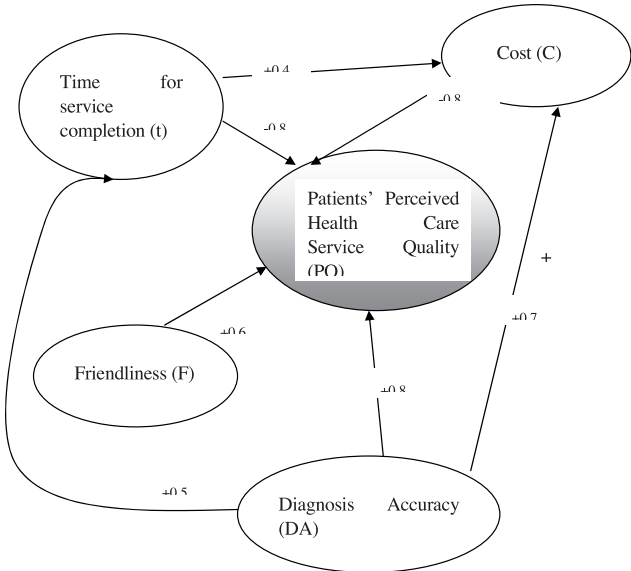 Time for
service
completion (t)
Cost (C)
+0.4
-0.8
-0.8
Patients' Perceived
Health Care
Service Quality
(PQ)
+
+0.7
+0.6
Friendliness (F)
+0.8
+0.5
Diagnosis Accuracy
(DA)